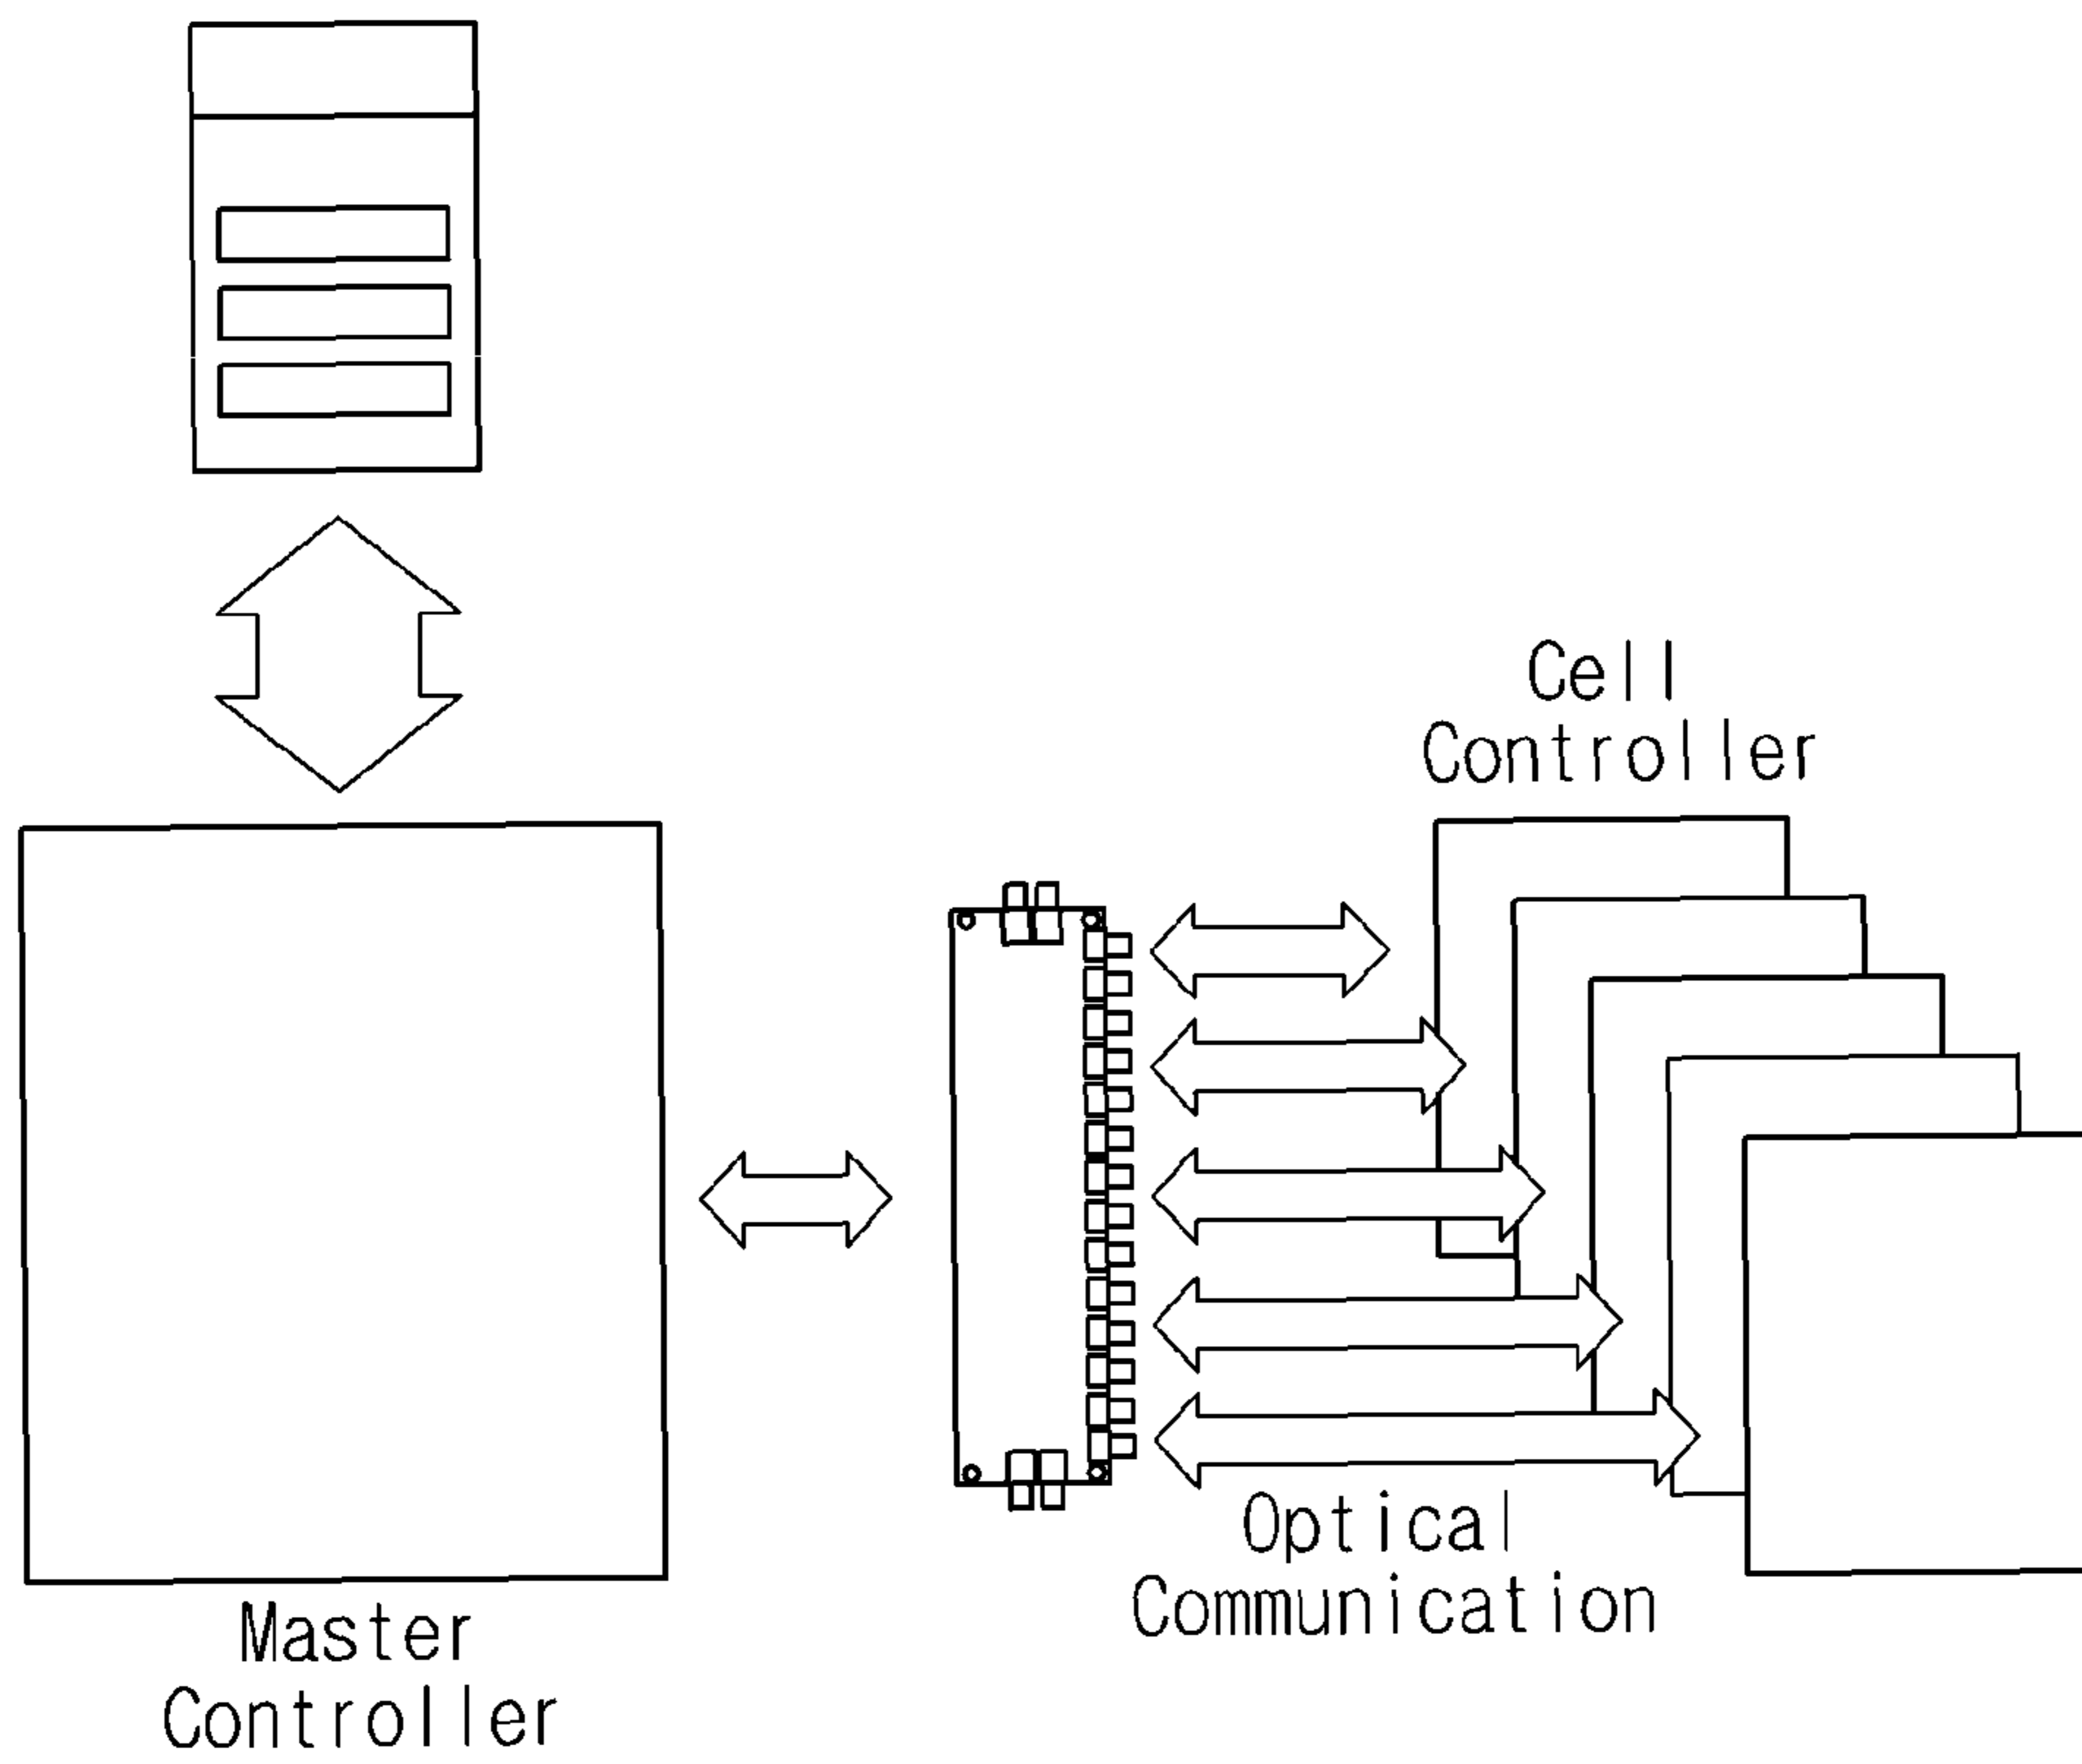 Cell
Controller
Optical
Communication
Master
Controller